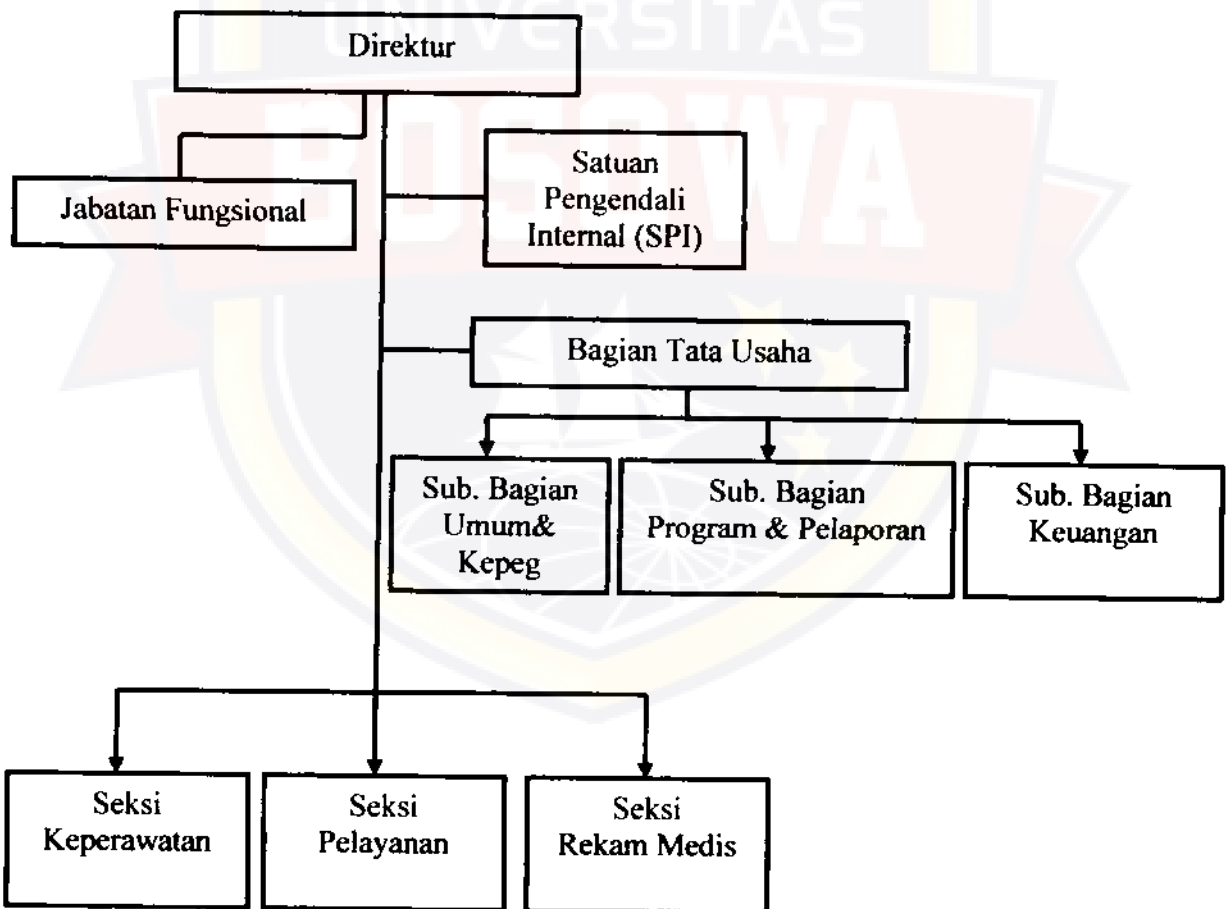 UNIVERSITAS
BOSOWA
Direktur
Jabatan Fungsional
Satuan
Pengendali
Internal (SPI)
Bagian Tata Usaha
Sub. Bagian
Umum&
Kepeg
Sub. Bagian
Program & Pelaporan
Sub. Bagian
Keuangan
Seksi
Keperawatan
Seksi
Pelayanan
Seksi
Rekam Medis